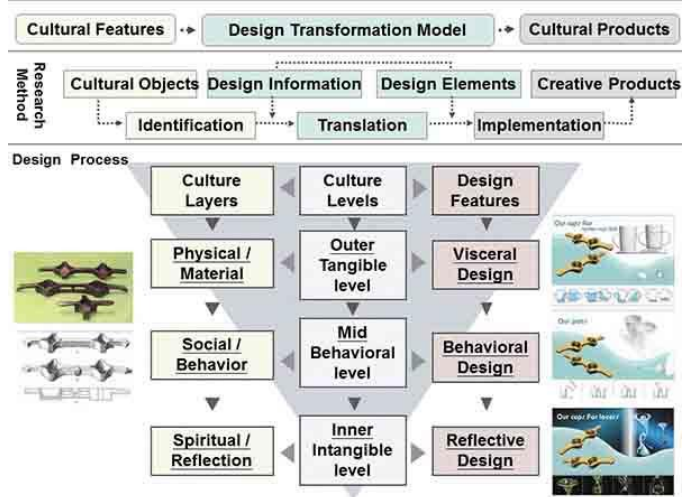 Cultural Features
Design Transformation Model
Cultural Products
Research
Method
Cultural Objects
Design Information
Design Elements
Creative Products
Identification
Translation
Implementation
Design Process
Culture
Layers
Culture
Levels
Design
Features
Physical /
Material
Outer
Tangible
level
Visceral
Design
Social /
Behavior
Mid
Behavioral
level
Behavioral
Design
Spiritual /
Reflection
Inner
Intangible
level
Reflective
Design
Our cups For
Our pots
Our cups For lovers